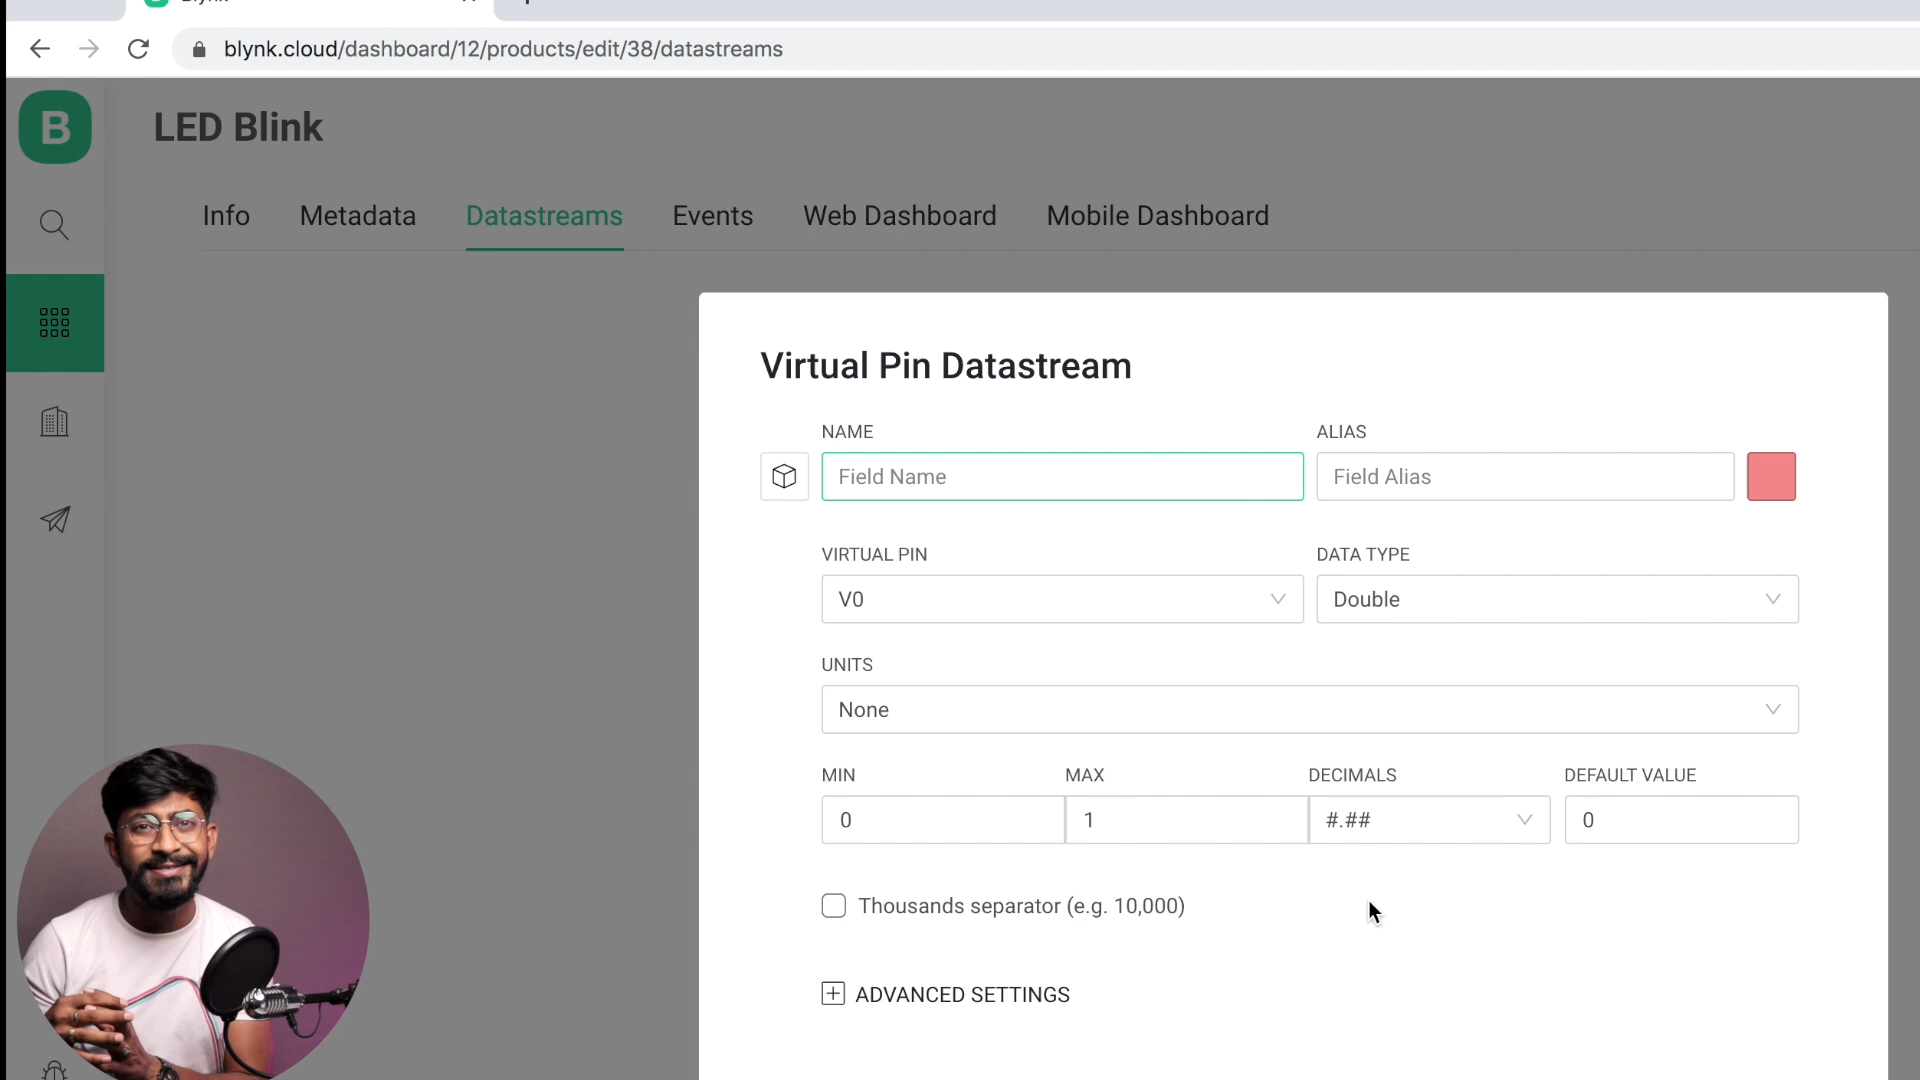 blynk.cloud/dashboard/12/products/edit/38/datastreams
B
LED Blink
Info Metadata Datastreams Events Web Dashboard Mobile Dashboard
Virtual Pin Datastream
NAME ALIAS
Field Name Field Alias
VIRTUAL PIN DATA TYPE
V0 Double
UNITS
None
MIN MAX DECIMALS DEFAULT VALUE
0 1 #.## 0
Thousands separator (e.g. 10,000)
ADVANCED SETTINGS